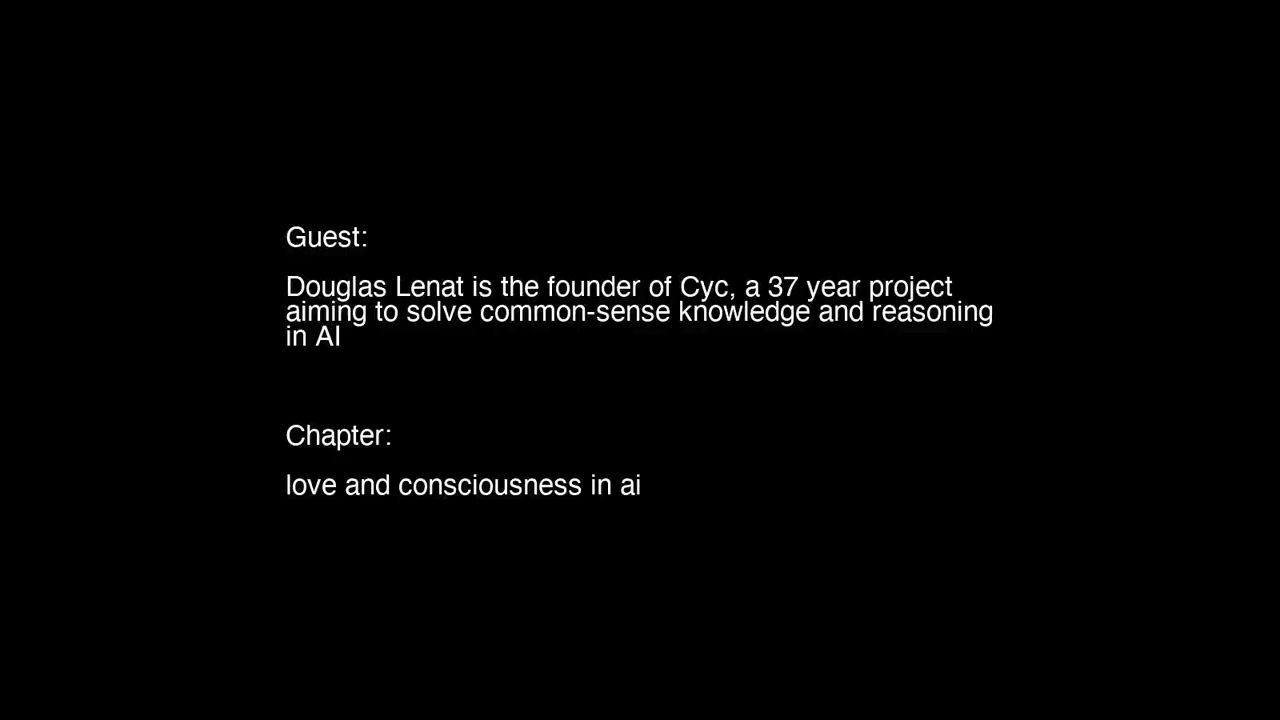 Guest:
Douglas Lenat is the founder of Cyc, a 37 year project
aiming to solve common-sense knowledge and reasoning
in AI
Chapter:
love and consciousness in ai